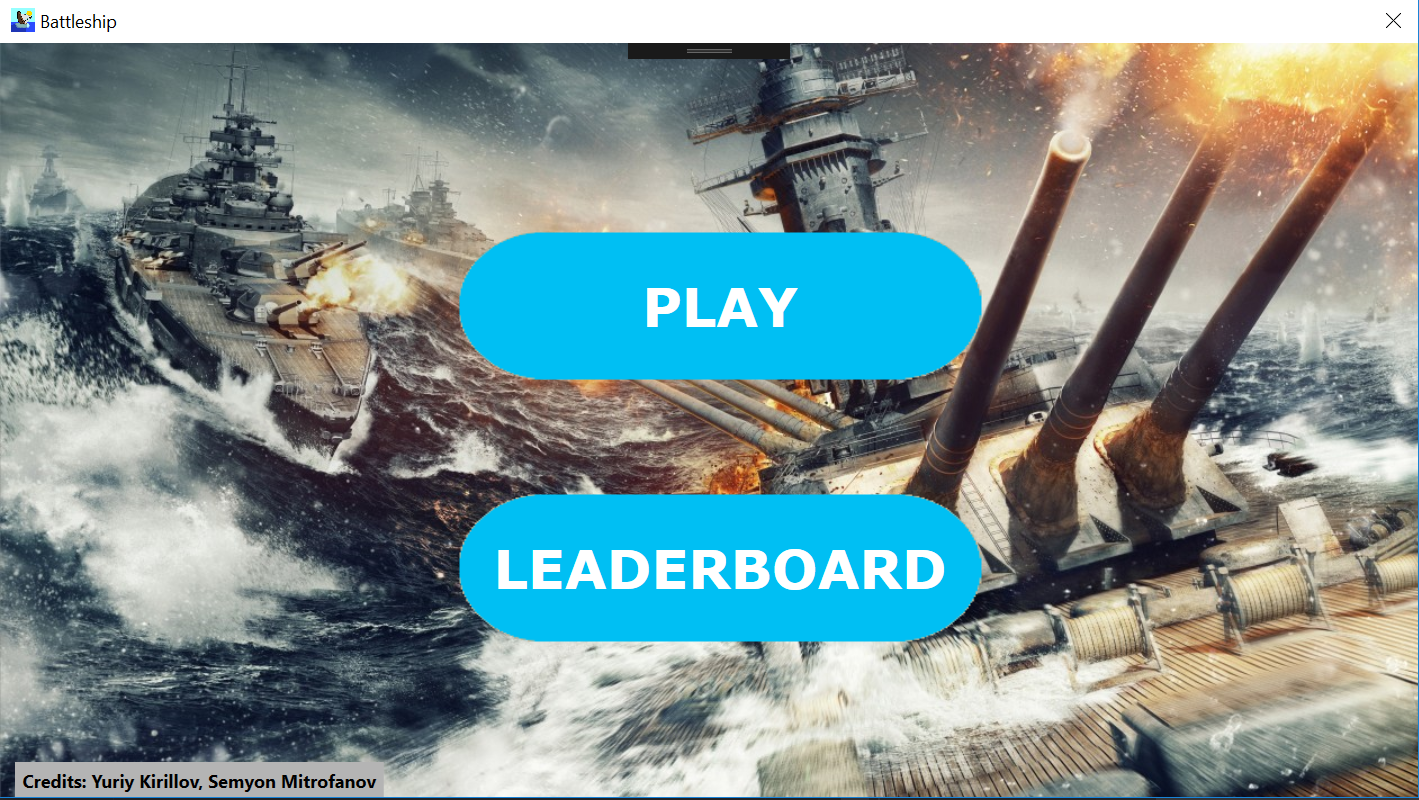 Battleship
PLAY
LEADERBOARD
Credits: Yuriy Kirillov, Semyon Mitrofanov